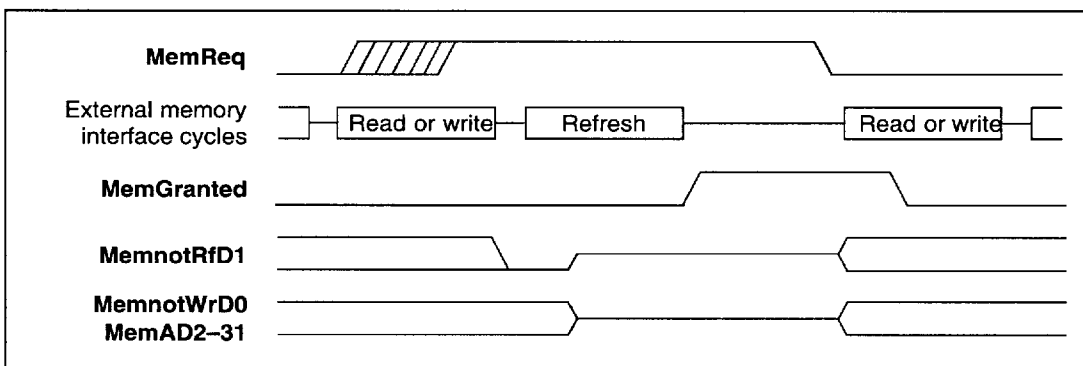 MemReq
External memory
interface cycles
Read or write Refresh Read or write
MemGranted
MemnotRfD1
MemnotWrD0
MemAD2–31